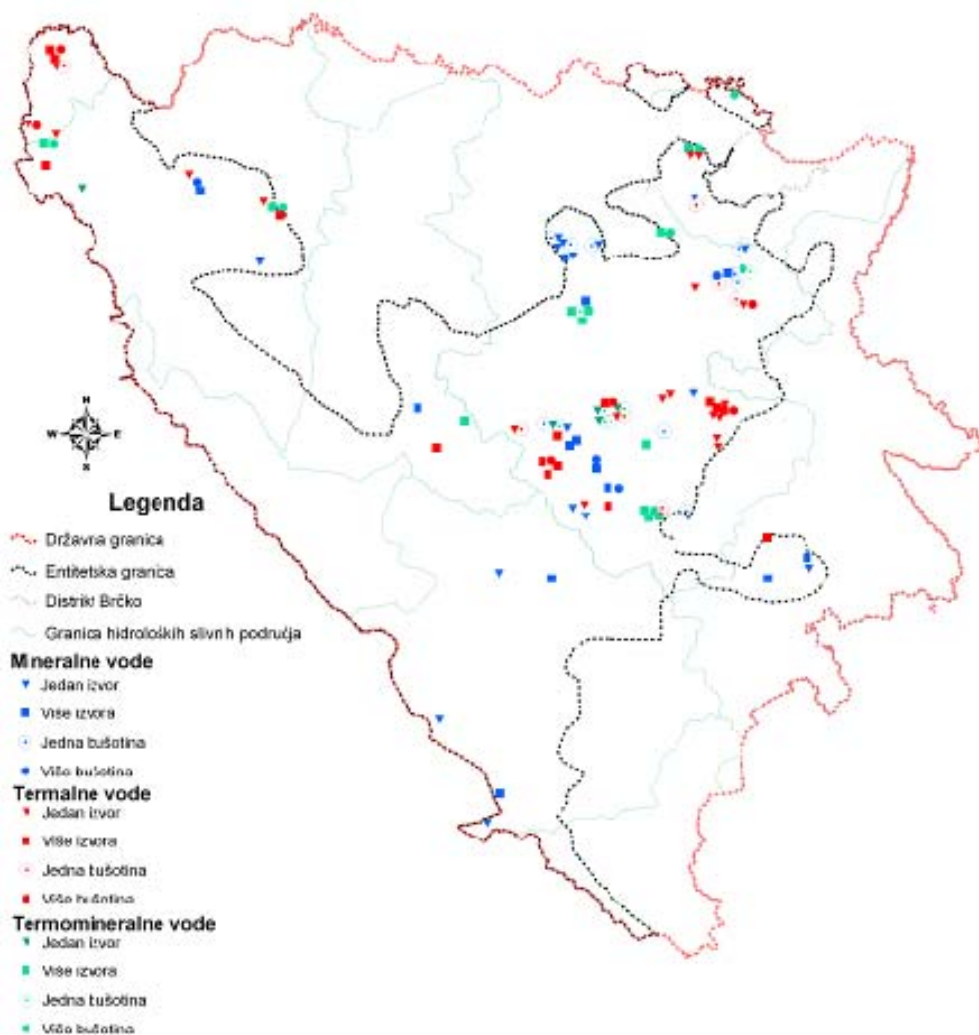 N
W E
S
Legenda
Državna granica
Entitetska granica
Distrikt Brčko
Granica hidroloških slivnih područja
Mineralne vode
Jedan izvor
Više izvora
Jedna bušotina
Više bušotina
Termalne vode
Jedan izvor
Više izvora
Jedna bušotina
Više bušotina
Termomineralne vode
Jedan izvor
Više izvora
Jedna bušotina
Više bušotina